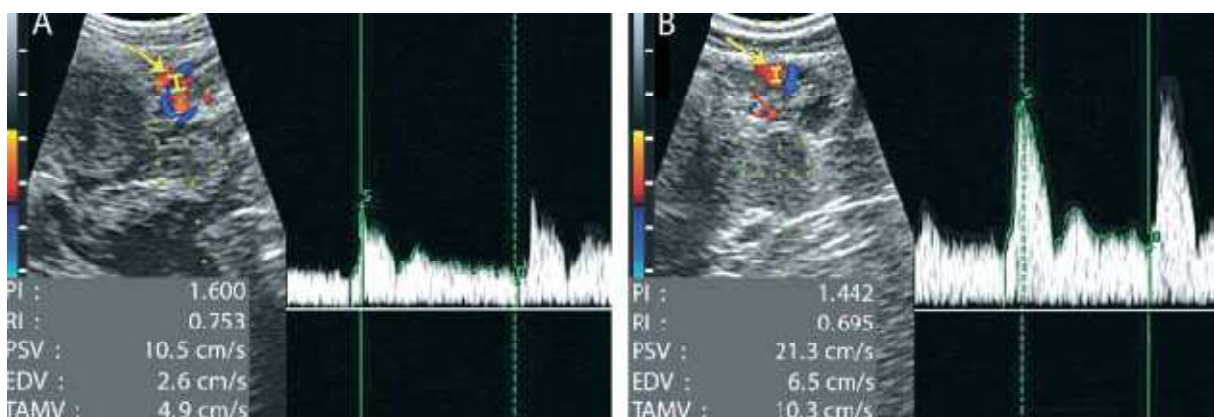 A
PI : 1.600
RI : 0.753
PSV : 10.5 cm/s
EDV : 2.6 cm/s
TAMV : 4.9 cm/s
B
PI : 1.442
RI : 0.695
PSV : 21.3 cm/s
EDV : 6.5 cm/s
TAMV : 10.3 cm/s